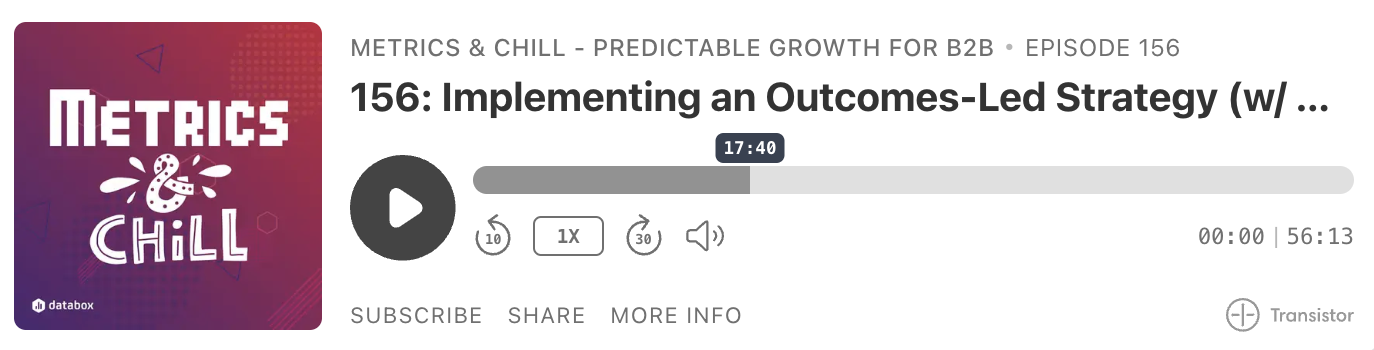 METRICS
&
CHiLL
databox
METRICS & CHILL - PREDICTABLE GROWTH FOR B2B • EPISODE 156
156: Implementing an Outcomes-Led Strategy (w/ ...
17:40
10
1X
30
00:00 | 56:13
SUBSCRIBE SHARE MORE INFO
Transistor